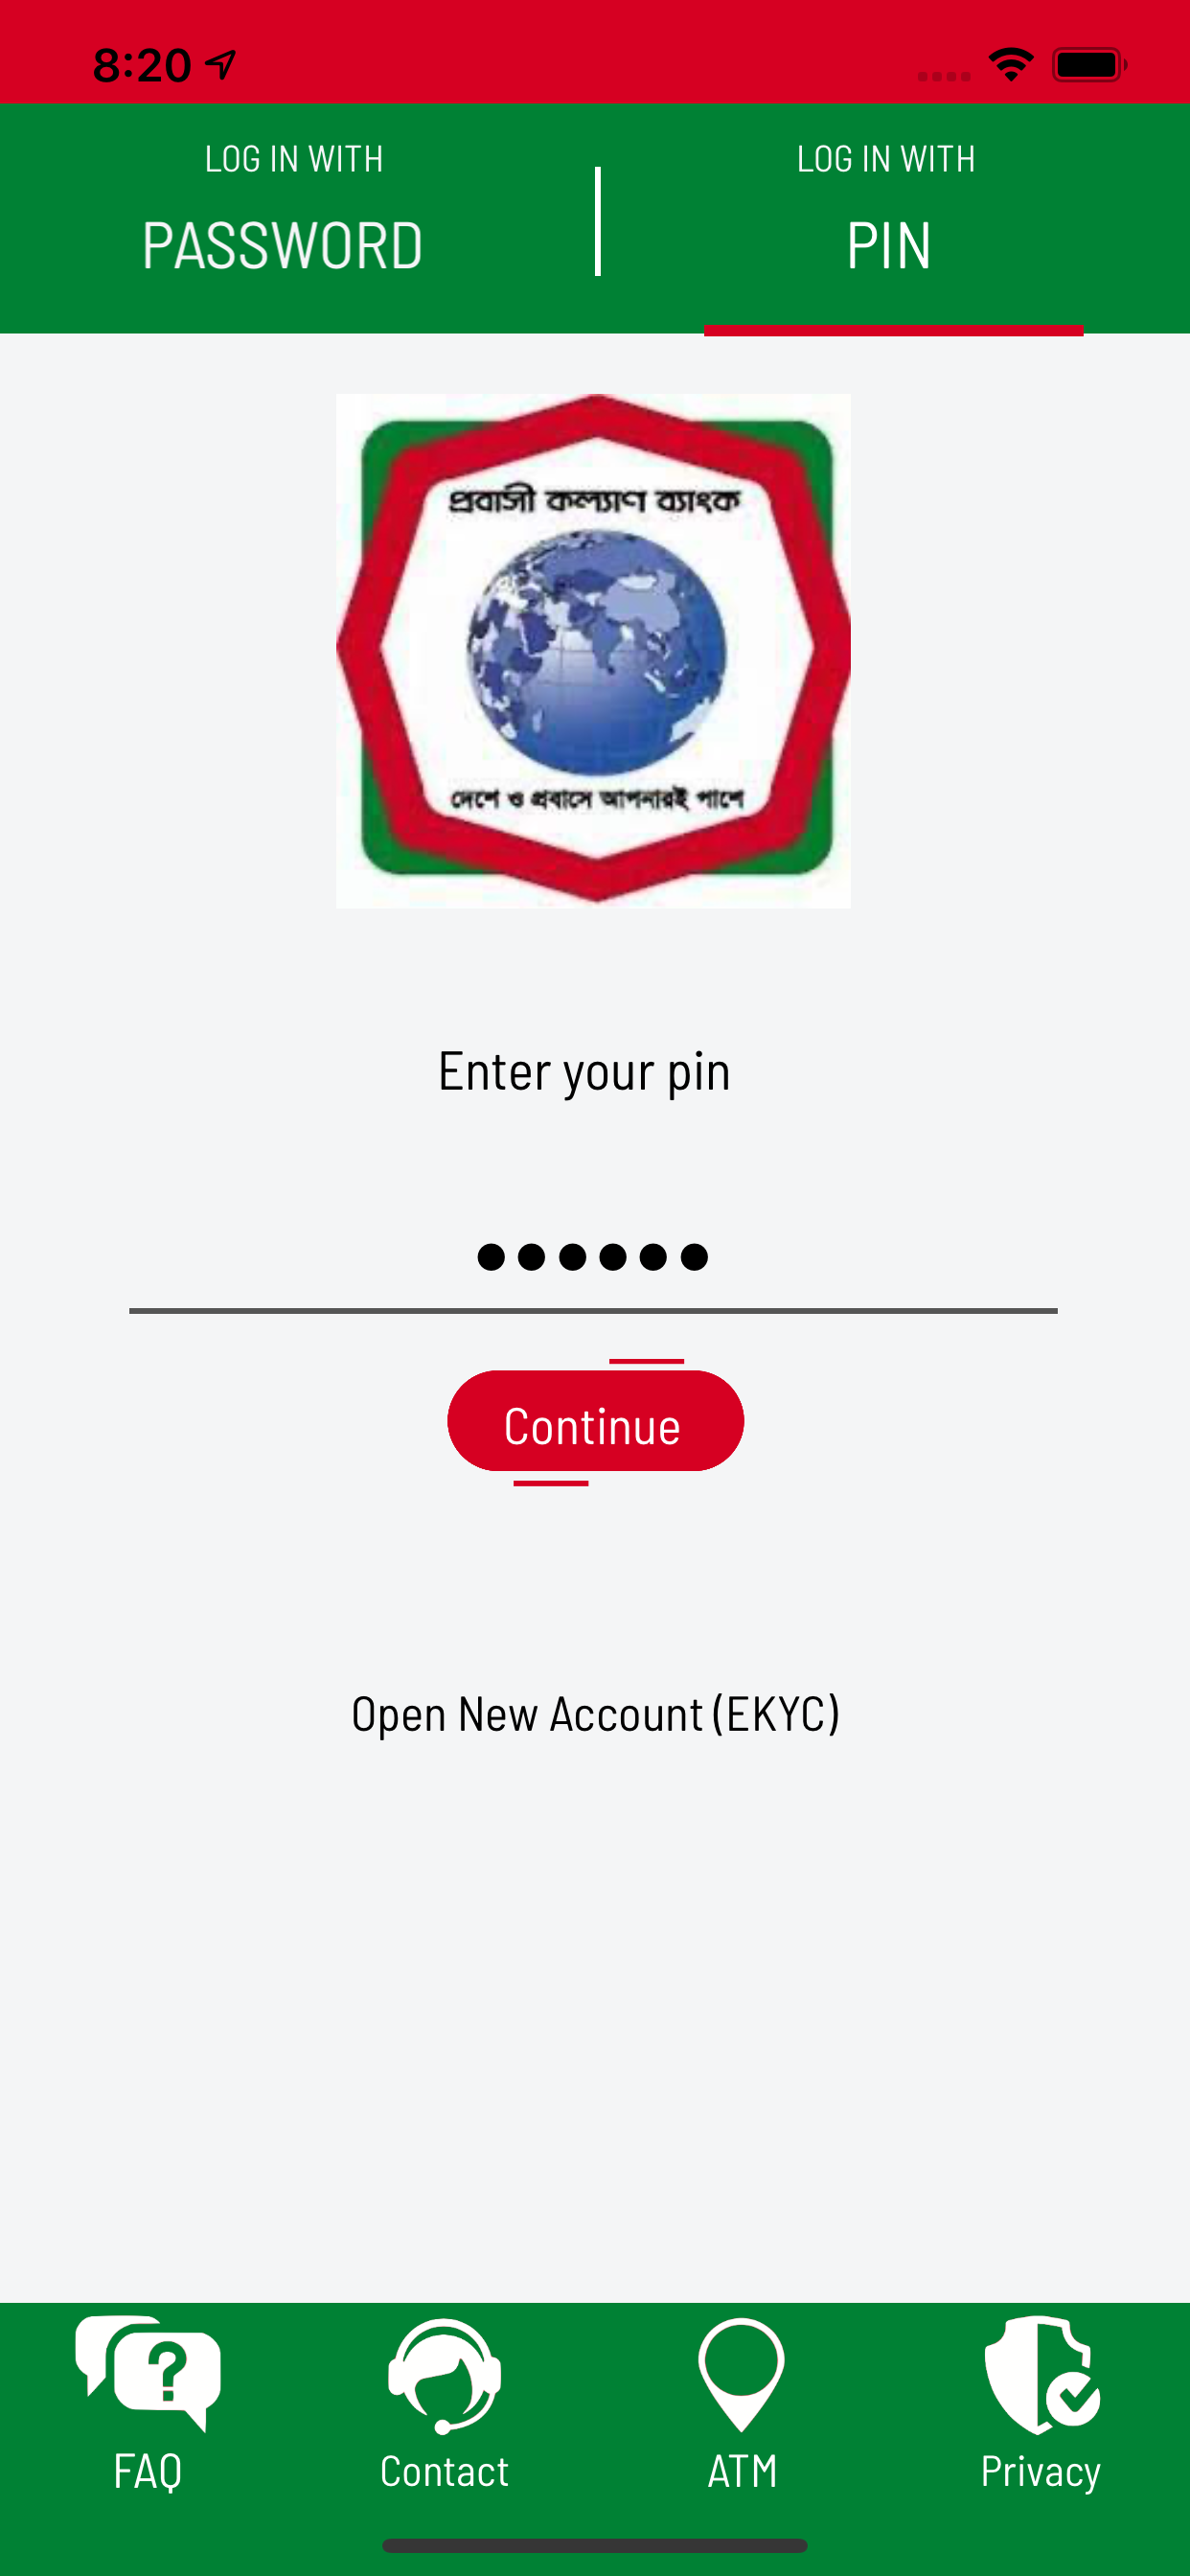 8:20
LOG IN WITH
PASSWORD
LOG IN WITH
PIN
প্রবাসী কল্যাণ ব্যাংক
দেশে ও প্রবাসে আপনারই পাশে
Enter your pin
Continue
Open New Account (EKYC)
FAQ
Contact
ATM
Privacy